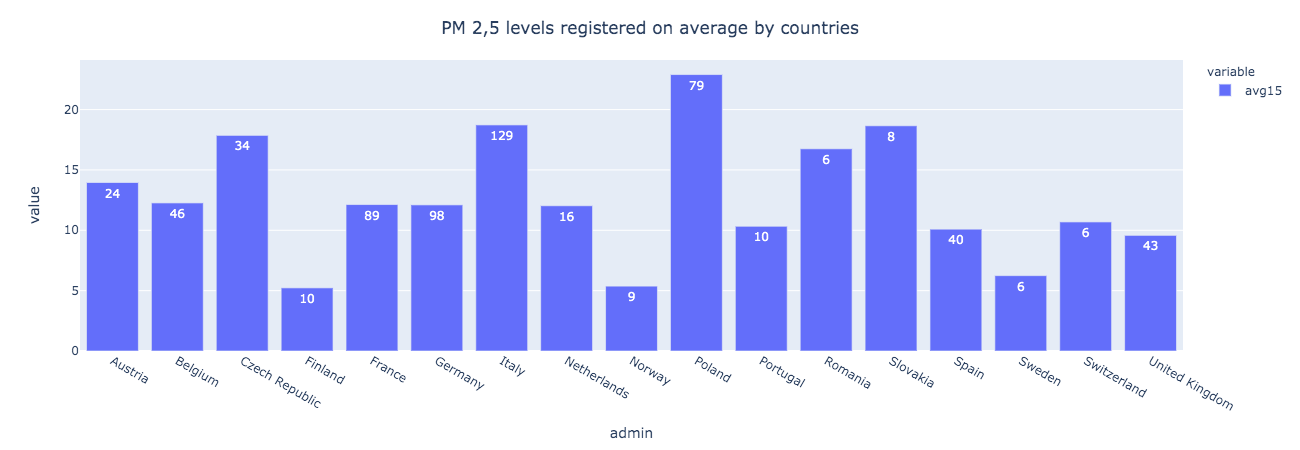 PM 2,5 levels registered on average by countries
variable
avg15
value
20
15
10
5
0
24
46
34
10
89
98
129
16
9
79
10
6
8
40
6
6
43
Austria
Belgium
Czech Republic
Finland
France
Germany
Italy
Netherlands
Norway
Poland
Portugal
Romania
Slovakia
Spain
Sweden
Switzerland
United Kingdom
admin